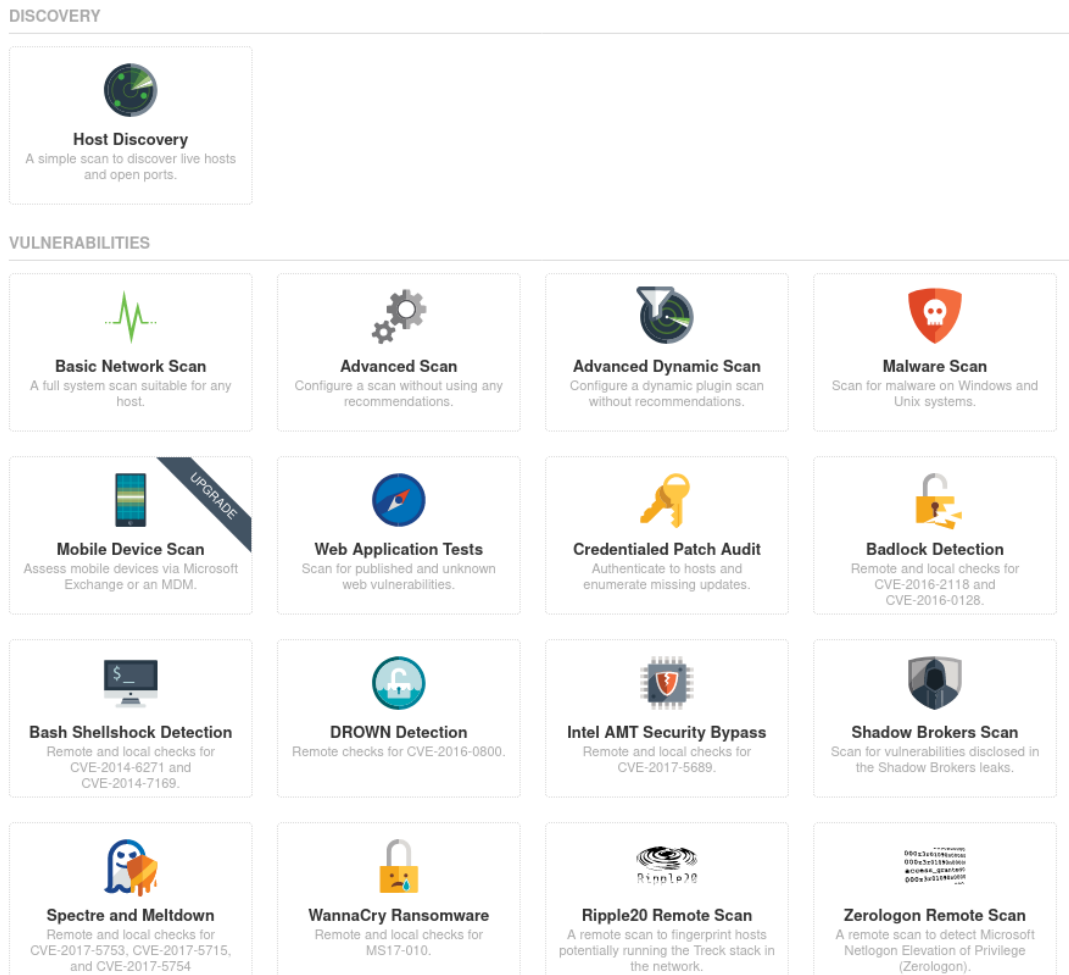 DISCOVERY
Host Discovery
A simple scan to discover live hosts
and open ports.
VULNERABILITIES
Basic Network Scan
A full system scan suitable for any
host.
Advanced Scan
Configure a scan without using any
recommendations.
Advanced Dynamic Scan
Configure a dynamic plugin scan
without recommendations.
Malware Scan
Scan for malware on Windows and
Unix systems.
UPGRADE
Mobile Device Scan
Assess mobile devices via Microsoft
Exchange or an MDM.
Web Application Tests
Scan for published and unknown
web vulnerabilities.
Credentialed Patch Audit
Authenticate to hosts and
enumerate missing updates.
Badlock Detection
Remote and local checks for
CVE-2016-2118 and
CVE-2016-0128.
$_
Bash Shellshock Detection
Remote and local checks for
CVE-2014-6271 and
CVE-2014-7169.
DROWN Detection
Remote checks for CVE-2016-0800.
Intel AMT Security Bypass
Remote and local checks for
CVE-2017-5689.
Shadow Brokers Scan
Scan for vulnerabilities disclosed in
the Shadow Brokers leaks.
Spectre and Meltdown
Remote and local checks for
CVE-2017-5753, CVE-2017-5715,
and CVE-2017-5754
WannaCry Ransomware
Remote and local checks for
MS17-010.
Ripple20
Ripple20 Remote Scan
A remote scan to fingerprint hosts
potentially running the Treck stack in
the network.
access_granted
Zerologon Remote Scan
A remote scan to detect Microsoft
Netlogon Elevation of Privilege
(Zerologon).